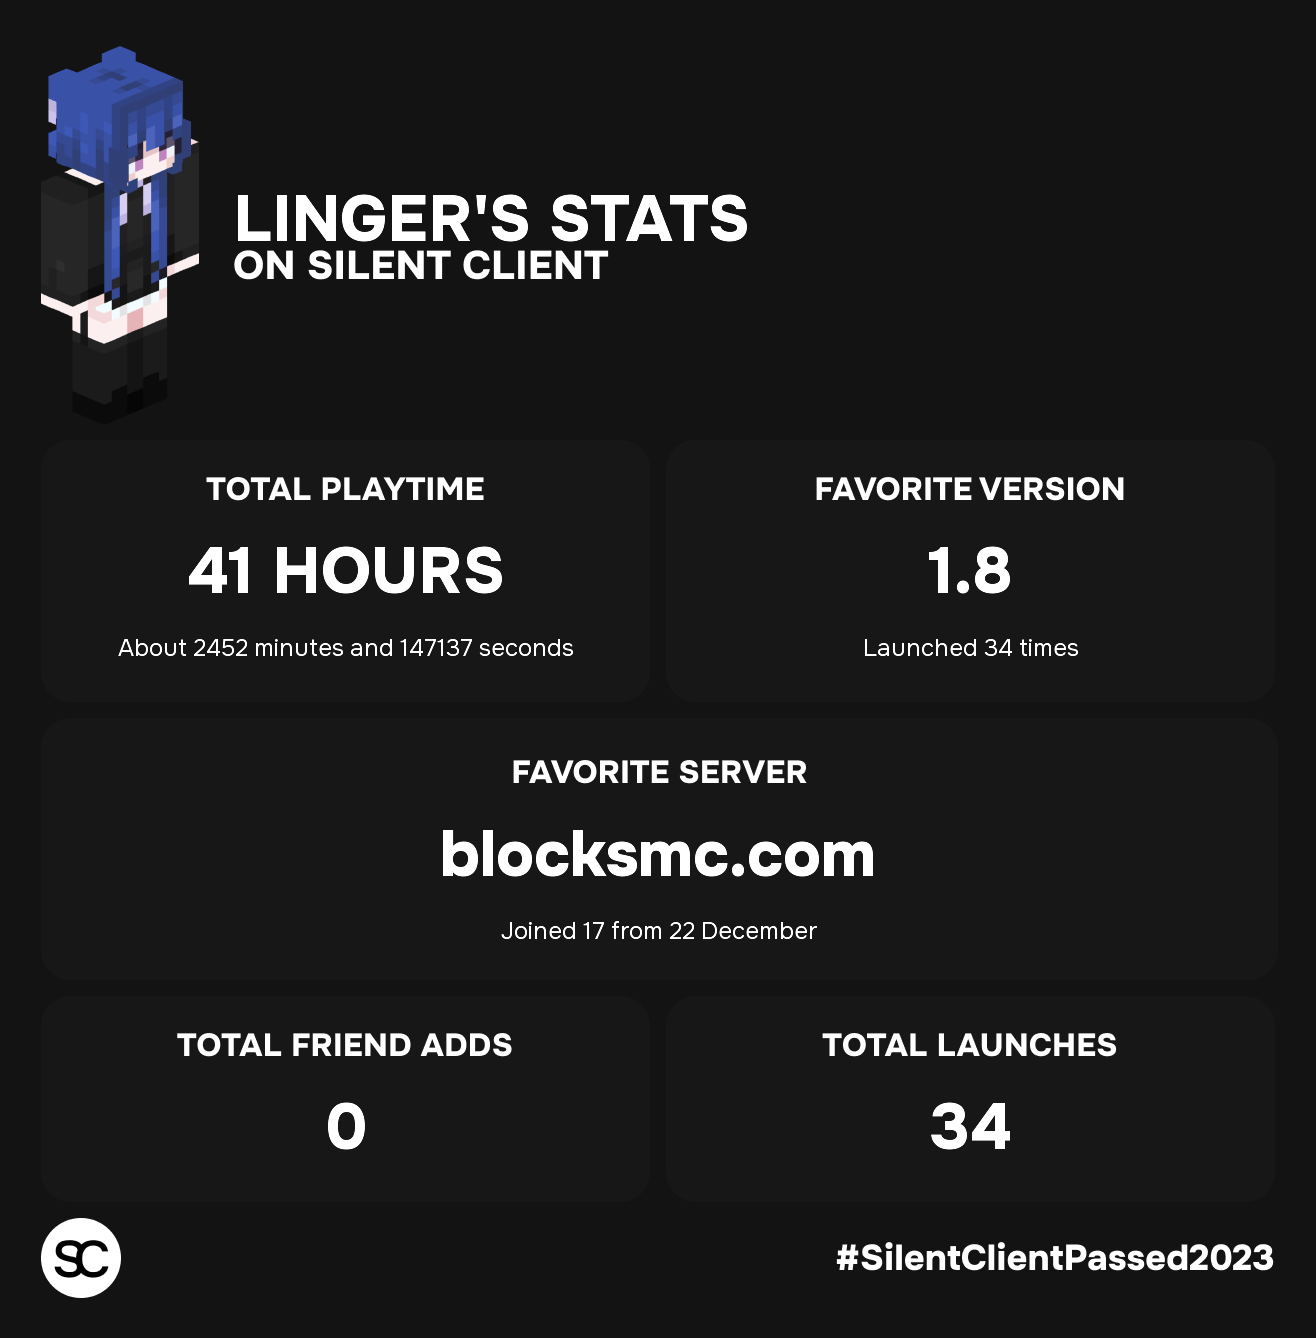 LINGER'S STATS
ON SILENT CLIENT
TOTAL PLAYTIME
41 HOURS
About 2452 minutes and 147137 seconds
FAVORITE VERSION
1.8
Launched 34 times
FAVORITE SERVER
blocksmc.com
Joined 17 from 22 December
TOTAL FRIEND ADDS
0
TOTAL LAUNCHES
34
SC
#SilentClientPassed2023